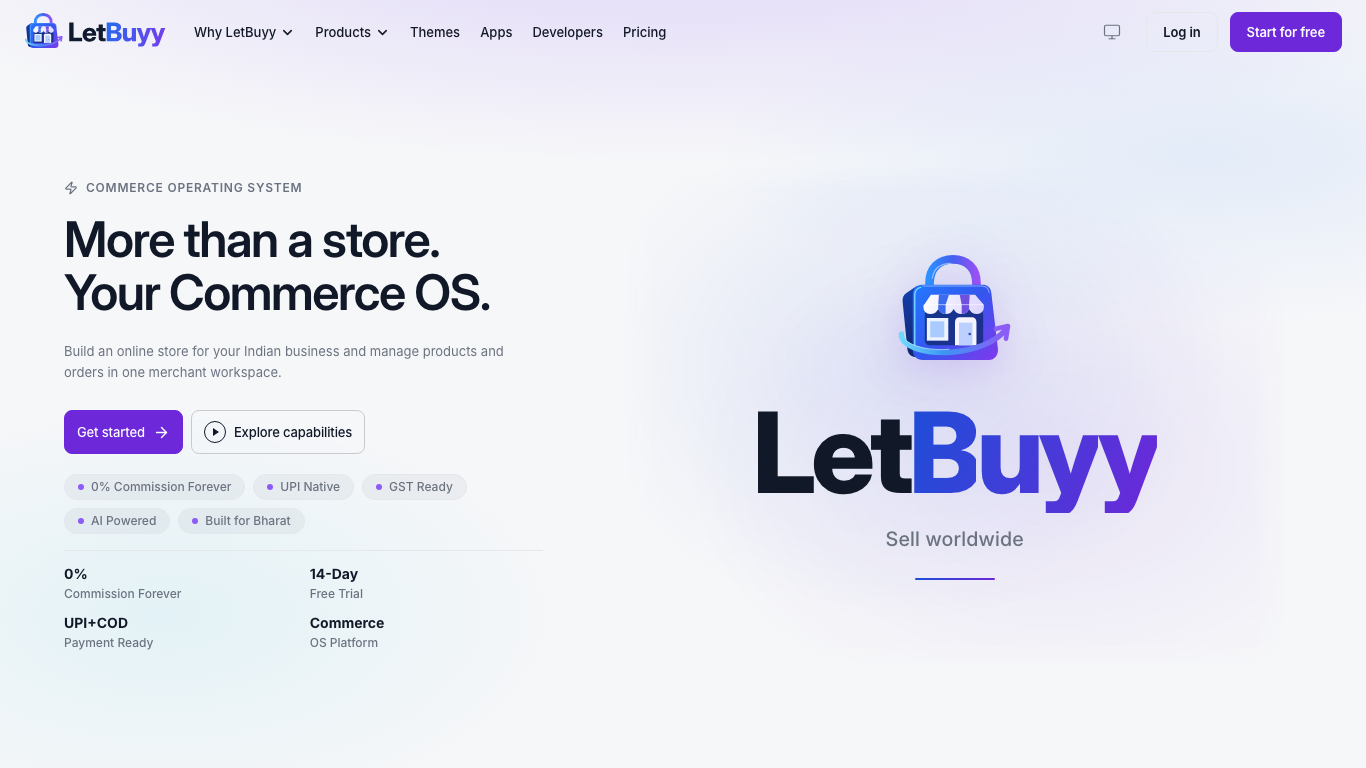 LetBuyy
Why LetBuyy
Products
Themes
Apps
Developers
Pricing
Log in
Start for free
COMMERCE OPERATING SYSTEM
More than a store.
Your Commerce OS.
Build an online store for your Indian business and manage products and
orders in one merchant workspace.
Get started
Explore capabilities
0% Commission Forever
UPI Native
GST Ready
AI Powered
Built for Bharat
0%
Commission Forever
14-Day
Free Trial
UPI+COD
Payment Ready
Commerce
OS Platform
LetBuyy
Sell worldwide